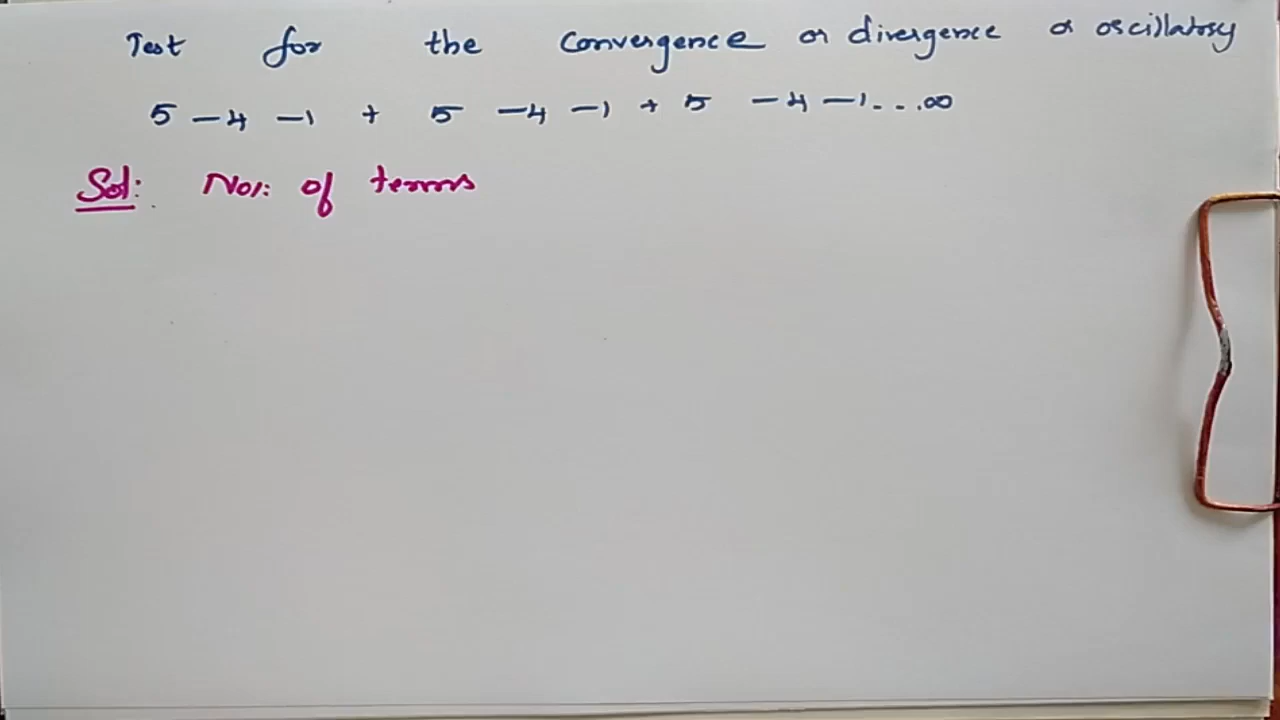 Test for the convergence or divergence or oscillatory
5 - 4 - 1 + 5 - 4 - 1 + 5 - 4 - 1 . . . ∞
Sol: No: of terms